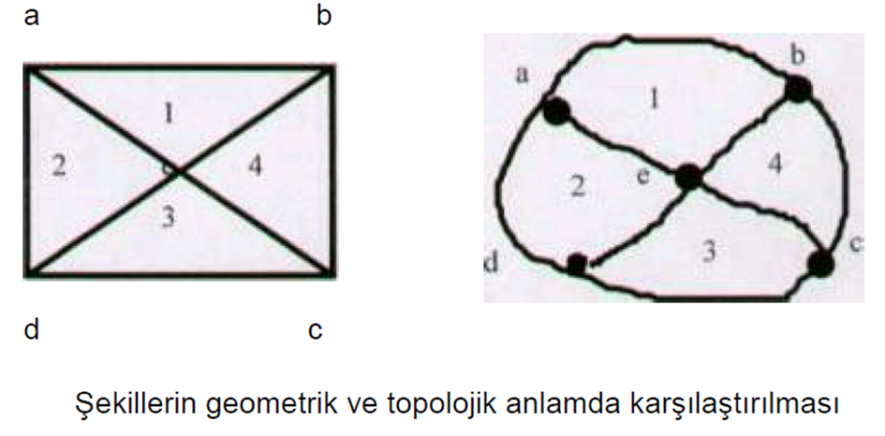 a
b
b
a
1
1
2
4
4
e
2
3
3
c
d
d
c
Şekillerin geometrik ve topolojik anlamda karşılaştırılması